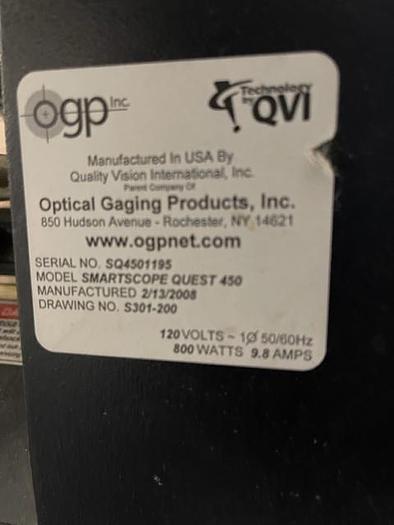 ogp Inc.
Technology
by QVI
Manufactured In USA By
Quality Vision International, Inc.
Parent Company Of
Optical Gaging Products, Inc.
850 Hudson Avenue - Rochester, NY 14621
www.ogpnet.com
SERIAL NO. SQ4501195
MODEL SMARTSCOPE QUEST 450
MANUFACTURED 2/13/2008
DRAWING NO. S301-200
120 VOLTS ~ 1Ø 50/60Hz
800 WATTS 9.8 AMPS